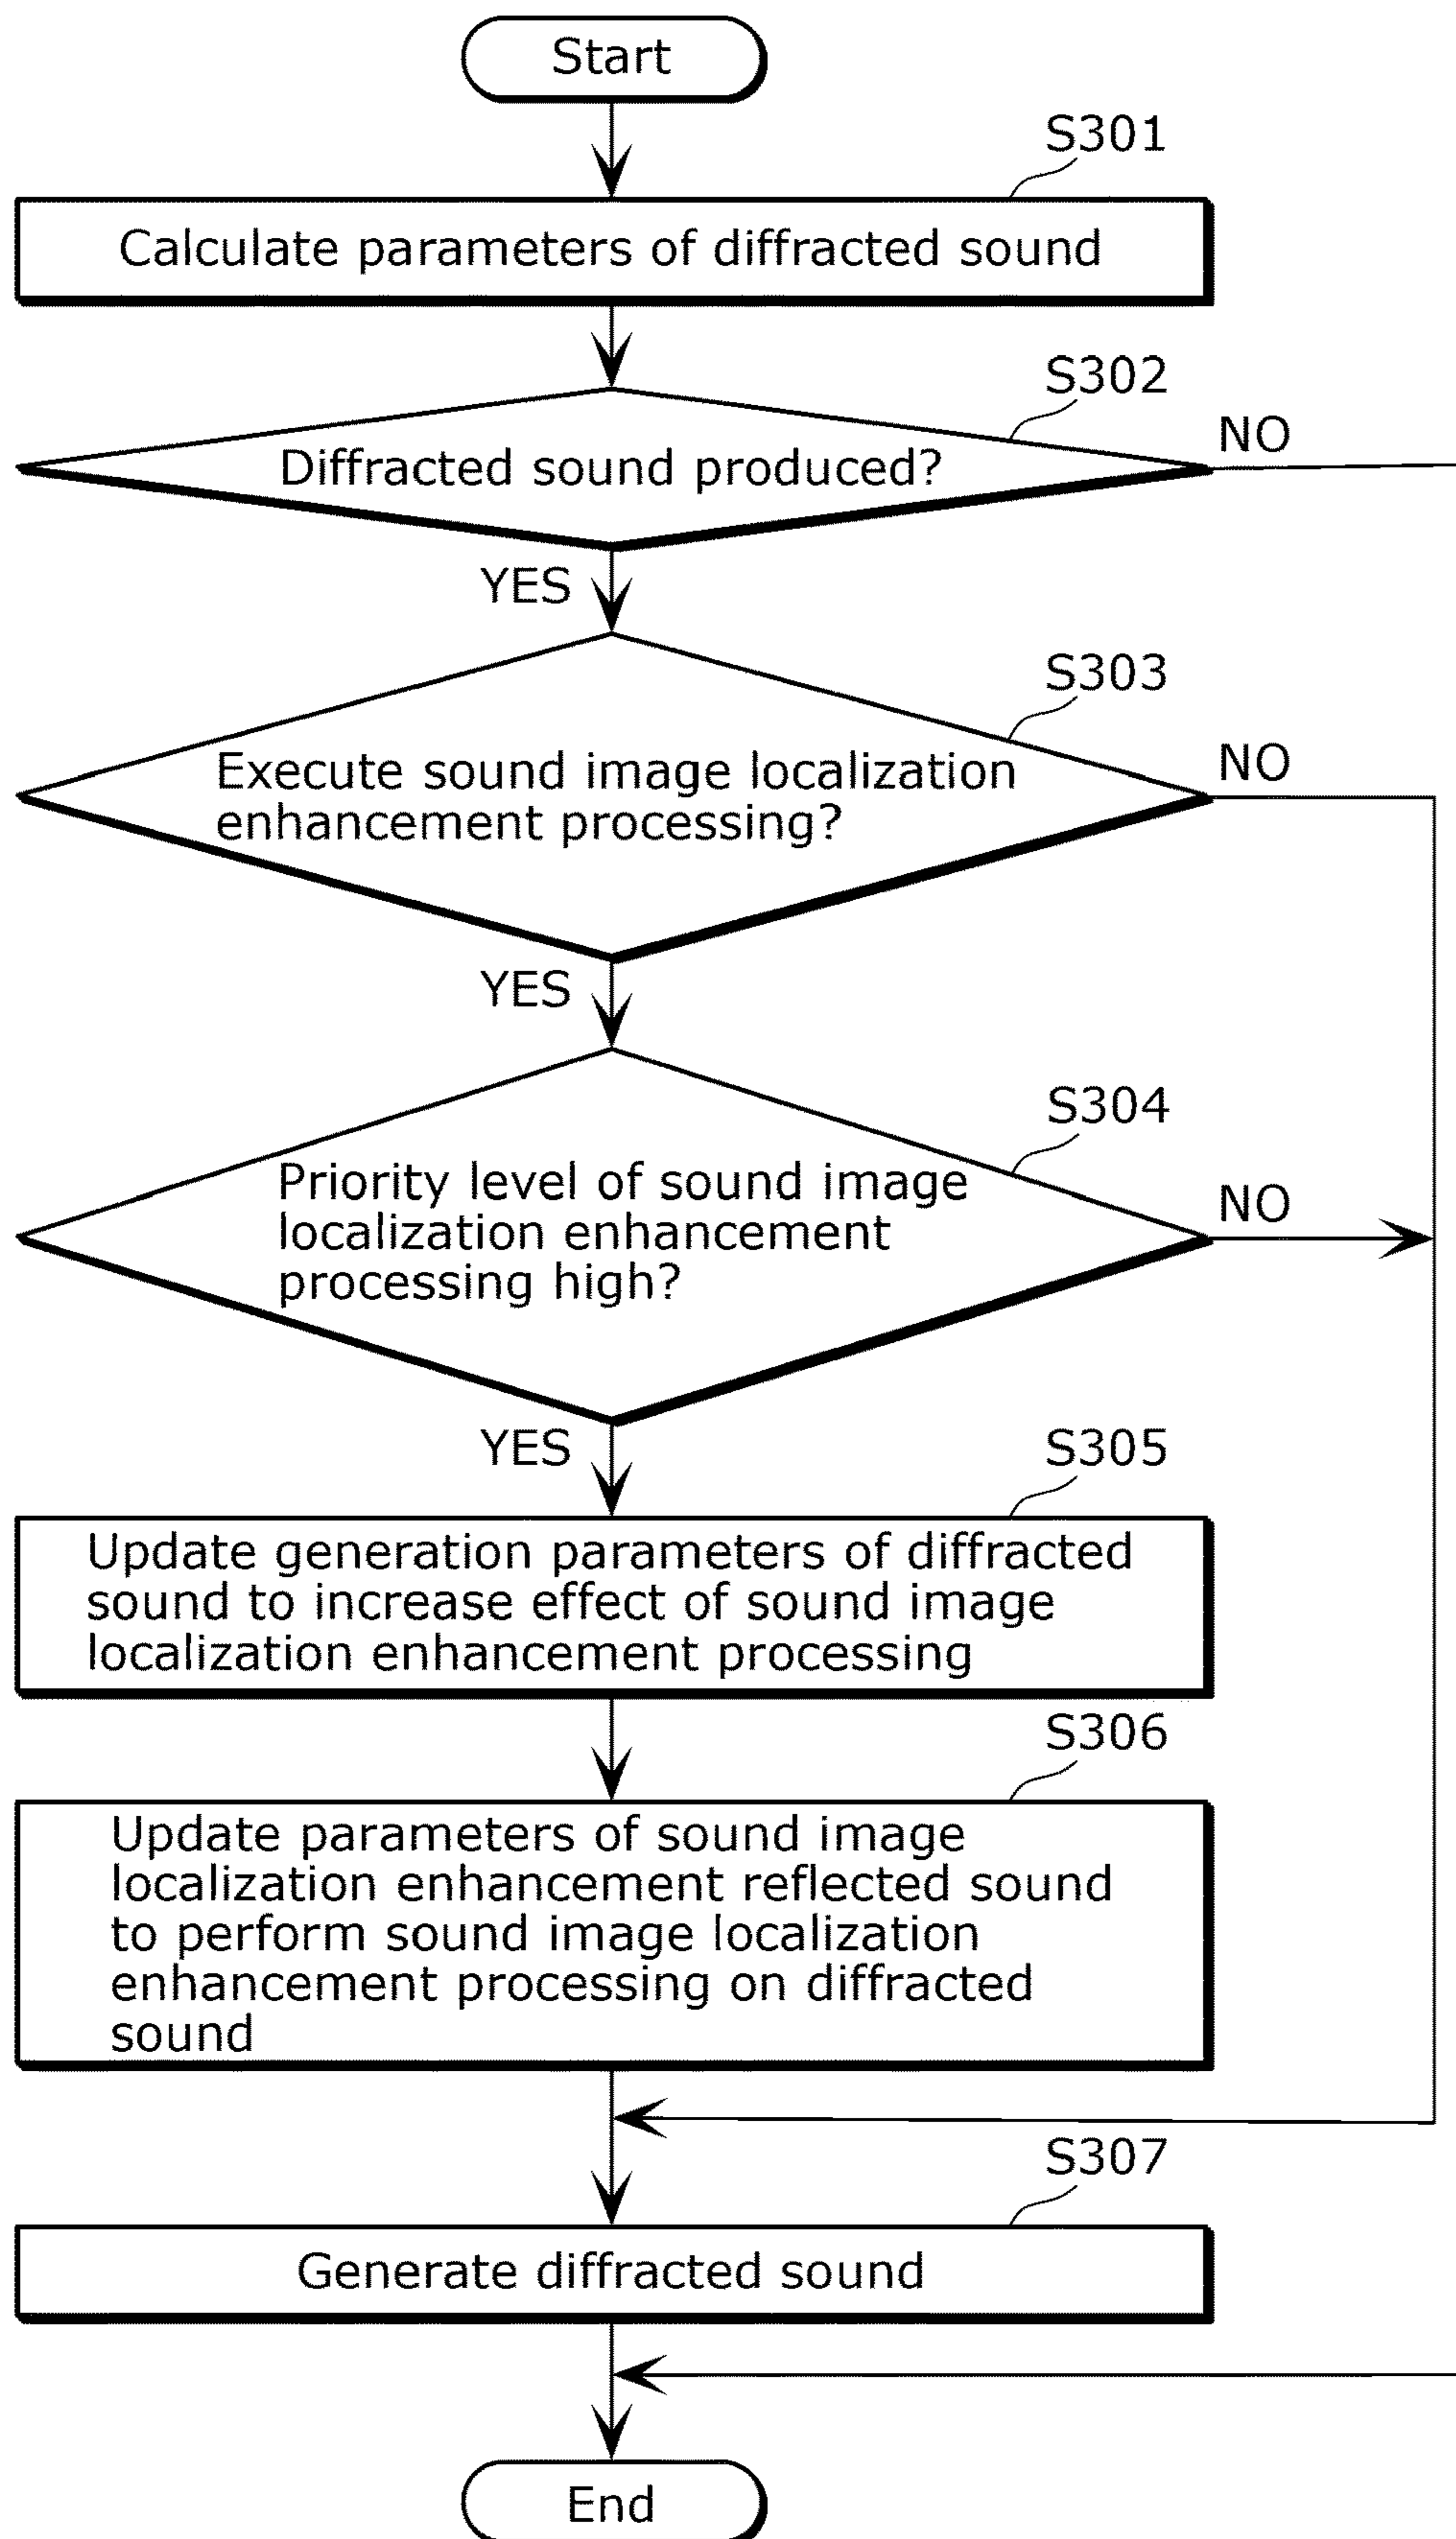 Start
S301
Calculate parameters of diffracted sound
S302
Diffracted sound produced?
NO
YES
S303
Execute sound image localization
enhancement processing?
NO
YES
S304
Priority level of sound image
localization enhancement
processing high?
NO
YES
S305
Update generation parameters of diffracted
sound to increase effect of sound image
localization enhancement processing
S306
Update parameters of sound image
localization enhancement reflected sound
to perform sound image localization
enhancement processing on diffracted
sound
S307
Generate diffracted sound
End